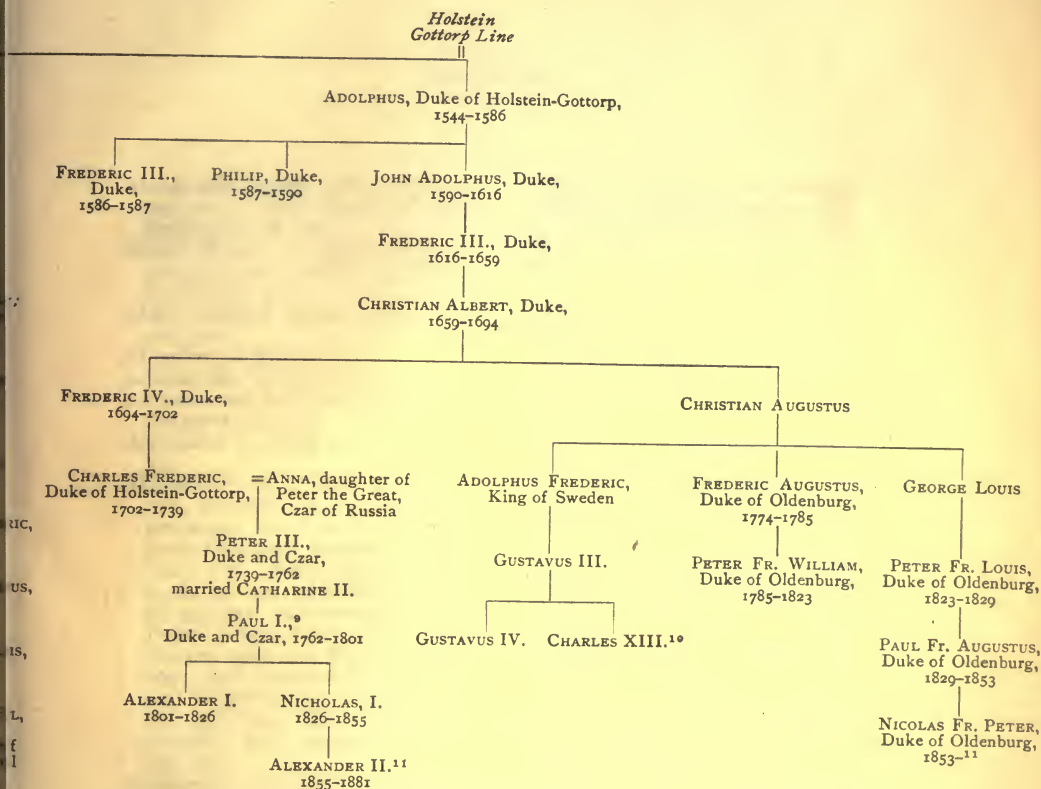 Holstein
Gottorp Line
ADOLPHUS, Duke of Holstein-Gottorp,
1544–1586
FREDERIC III.,
Duke,
1586–1587
PHILIP, Duke,
1587–1590
JOHN ADOLPHUS, Duke,
1590–1616
FREDERIC III., Duke,
1616–1659
CHRISTIAN ALBERT, Duke,
1659–1694
FREDERIC IV., Duke,
1694–1702
CHRISTIAN AUGUSTUS
CHARLES FREDERIC,
Duke of Holstein-Gottorp,
1702–1739
=ANNA, daughter of
Peter the Great,
Czar of Russia
ADOLPHUS FREDERIC,
King of Sweden
FREDERIC AUGUSTUS,
Duke of Oldenburg,
1774–1785
GEORGE LOUIS
RIC,
PETER III.,
Duke and Czar,
1739–1762
married CATHARINE II.
GUSTAVUS III.
PETER FR. WILLIAM,
Duke of Oldenburg,
1785–1823
PETER FR. LOUIS,
Duke of Oldenburg,
1823–1829
US,
PAUL I.,⁹
Duke and Czar, 1762–1801
GUSTAVUS IV.
CHARLES XIII.¹⁰
PAUL FR. AUGUSTUS,
Duke of Oldenburg,
1829–1853
IS,
ALEXANDER I.
1801–1826
NICHOLAS, I.
1826–1855
NICOLAS FR. PETER,
Duke of Oldenburg,
1853–¹¹
L,
f
l
ALEXANDER II.¹¹
1855–1881